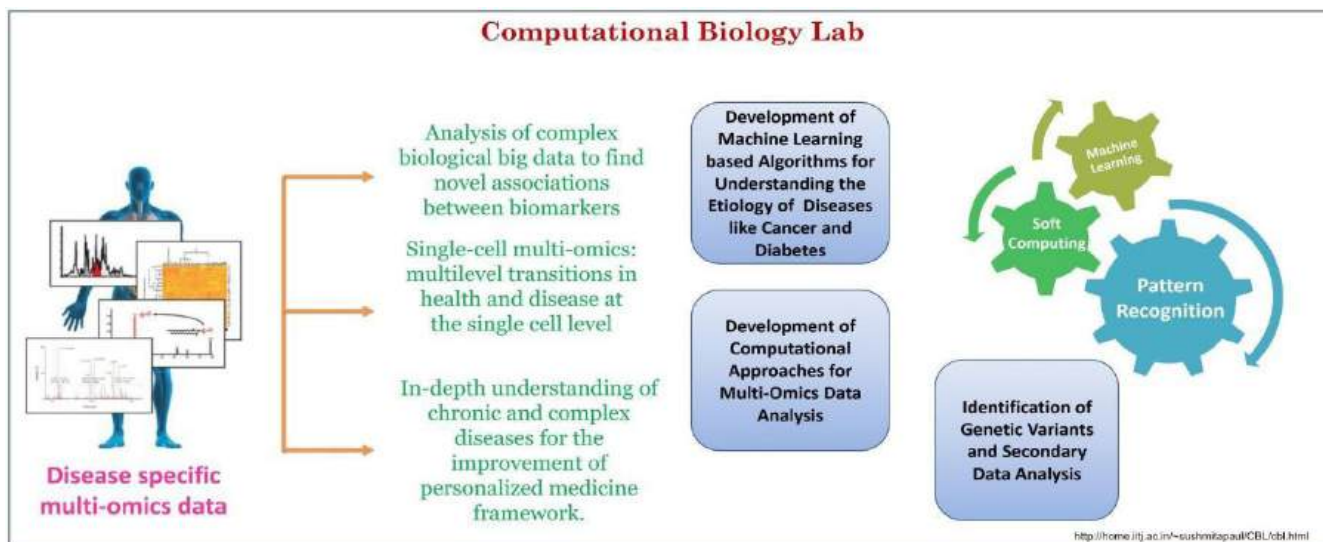 Computational Biology Lab
Analysis of complex
biological big data to find
novel associations
between biomarkers
Single-cell multi-omics:
multilevel transitions in
health and disease at
the single cell level
In-depth understanding of
chronic and complex
diseases for the
improvement of
personalized medicine
framework.
Disease specific
multi-omics data
Development of
Machine Learning
based Algorithms for
Understanding the
Etiology of Diseases
like Cancer and
Diabetes
Development of
Computational
Approaches for
Multi-Omics Data
Analysis
Machine
Learning
Soft
Computing
Pattern
Recognition
Identification of
Genetic Variants
and Secondary
Data Analysis
http://home.iitj.ac.in/~sushmitapaul/CBL/cbl.html